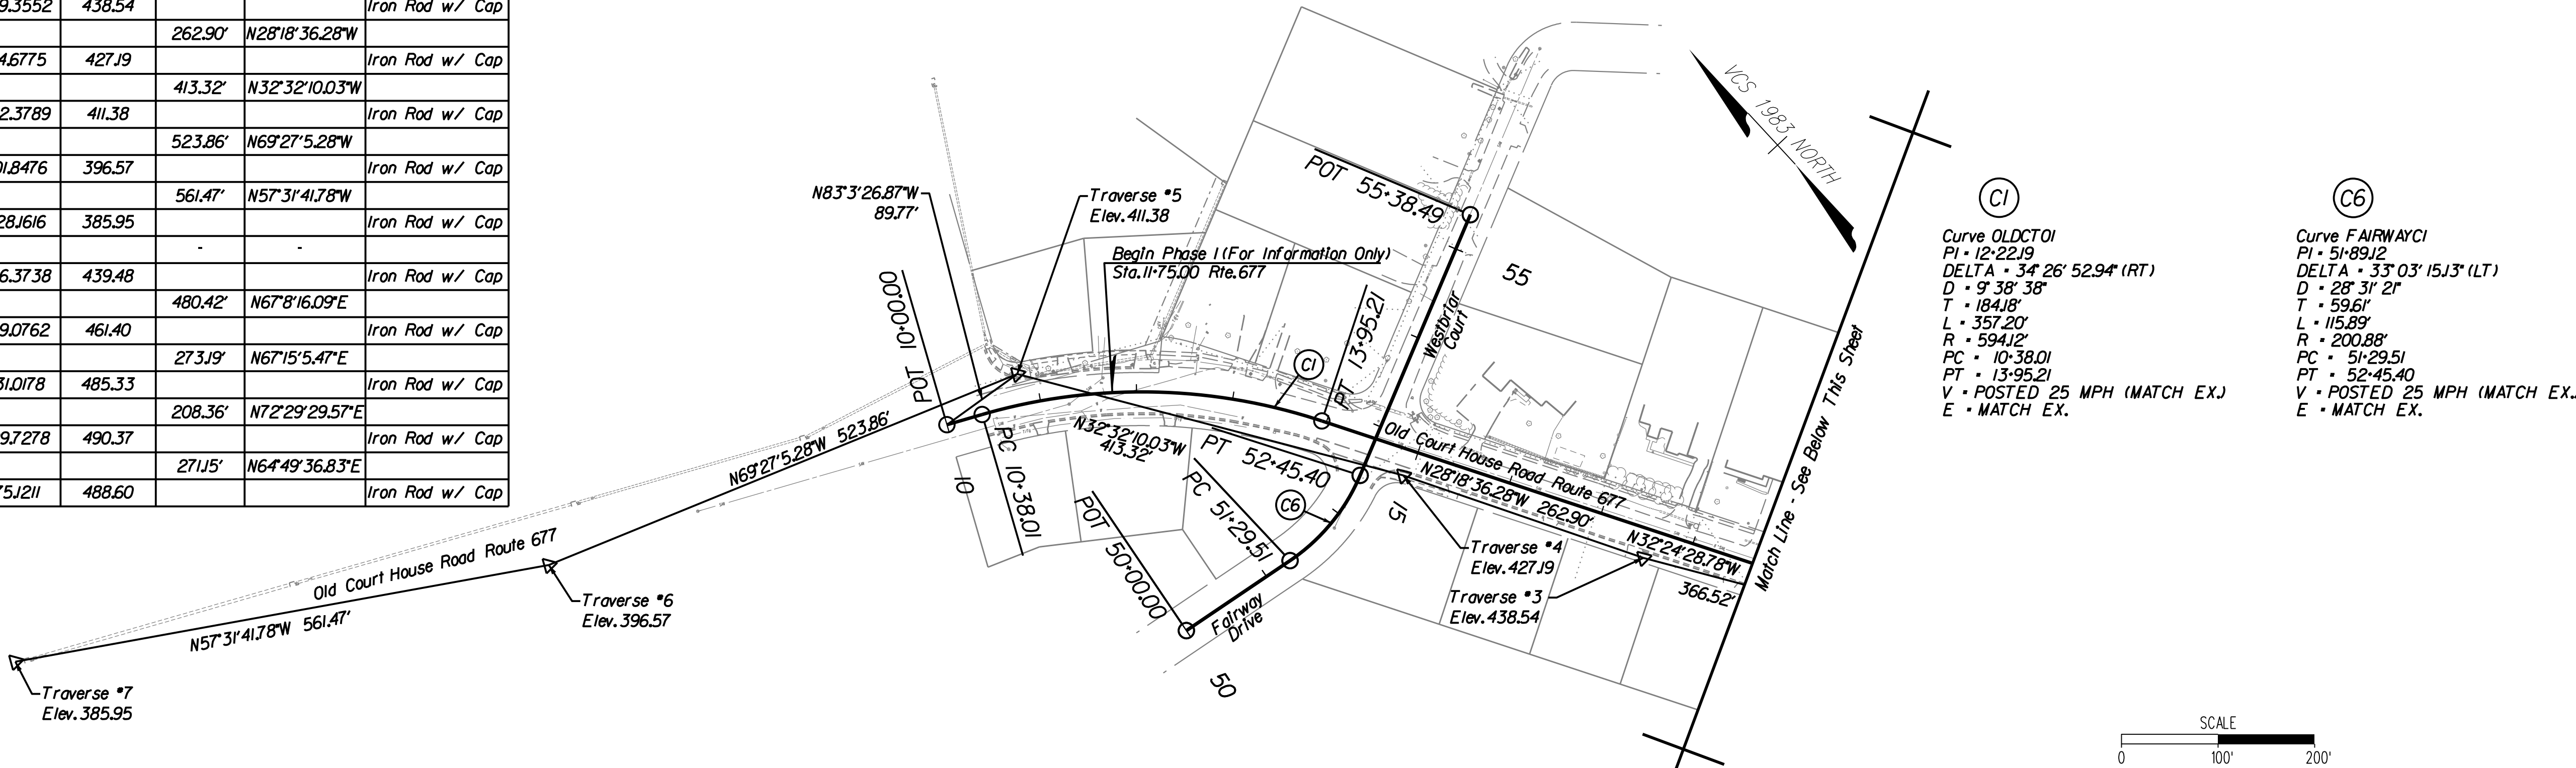 9.3552 438.54 Iron Rod w/ Cap
262.90' N28°18'36.28"W
4.6775 427.19 Iron Rod w/ Cap
413.32' N32°32'10.03"W
2.3789 411.38 Iron Rod w/ Cap
523.86' N69°27'5.28"W
01.8476 396.57 Iron Rod w/ Cap
561.47' N57°31'41.78"W
28.1616 385.95 Iron Rod w/ Cap
- -
6.3738 439.48 Iron Rod w/ Cap
480.42' N67°8'16.09"E
9.0762 461.40 Iron Rod w/ Cap
273.19' N67°15'5.47"E
31.0178 485.33 Iron Rod w/ Cap
208.36' N72°29'29.57"E
9.7278 490.37 Iron Rod w/ Cap
271.15' N64°49'36.83"E
75.1211 488.60 Iron Rod w/ Cap
N83°3'26.87"W
89.77'
Traverse #5
Elev. 411.38
Begin Phase I (For Information Only)
Sta. 11+75.00 Rte. 677
POT 55+38.49
55
Westbriar
Court
POT 10+00.00
PC 10+38.01
10
C1
PT 13+95.21
N32°32'10.03"W
413.32'
PT 52+45.40
PC 51+29.51
C6
POT 50+00.00
Fairway
Drive
50
15
Old Court House Road Route 677
N28°18'36.28"W 262.90'
N32°24'28.78"W
366.52'
Traverse #4
Elev. 427.19
Traverse #3
Elev. 438.54
N69°27'5.28"W 523.86'
Old Court House Road Route 677
N57°31'41.78"W 561.47'
Traverse #6
Elev. 396.57
Traverse #7
Elev. 385.95
Match Line - See Below This Sheet
VCS 1983 NORTH
C1
Curve OLDCT01
PI = 12+22.19
DELTA = 34° 26' 52.94" (RT)
D = 9° 38' 38"
T = 184.18'
L = 357.20'
R = 594.12'
PC = 10+38.01
PT = 13+95.21
V = POSTED 25 MPH (MATCH EX.)
E = MATCH EX.
C6
Curve FAIRWAYC1
PI = 51+89.12
DELTA = 33° 03' 15.13" (LT)
D = 28° 31' 21"
T = 59.61'
L = 115.89'
R = 200.88'
PC = 51+29.51
PT = 52+45.40
V = POSTED 25 MPH (MATCH EX.
E = MATCH EX.
SCALE
0 100' 200'